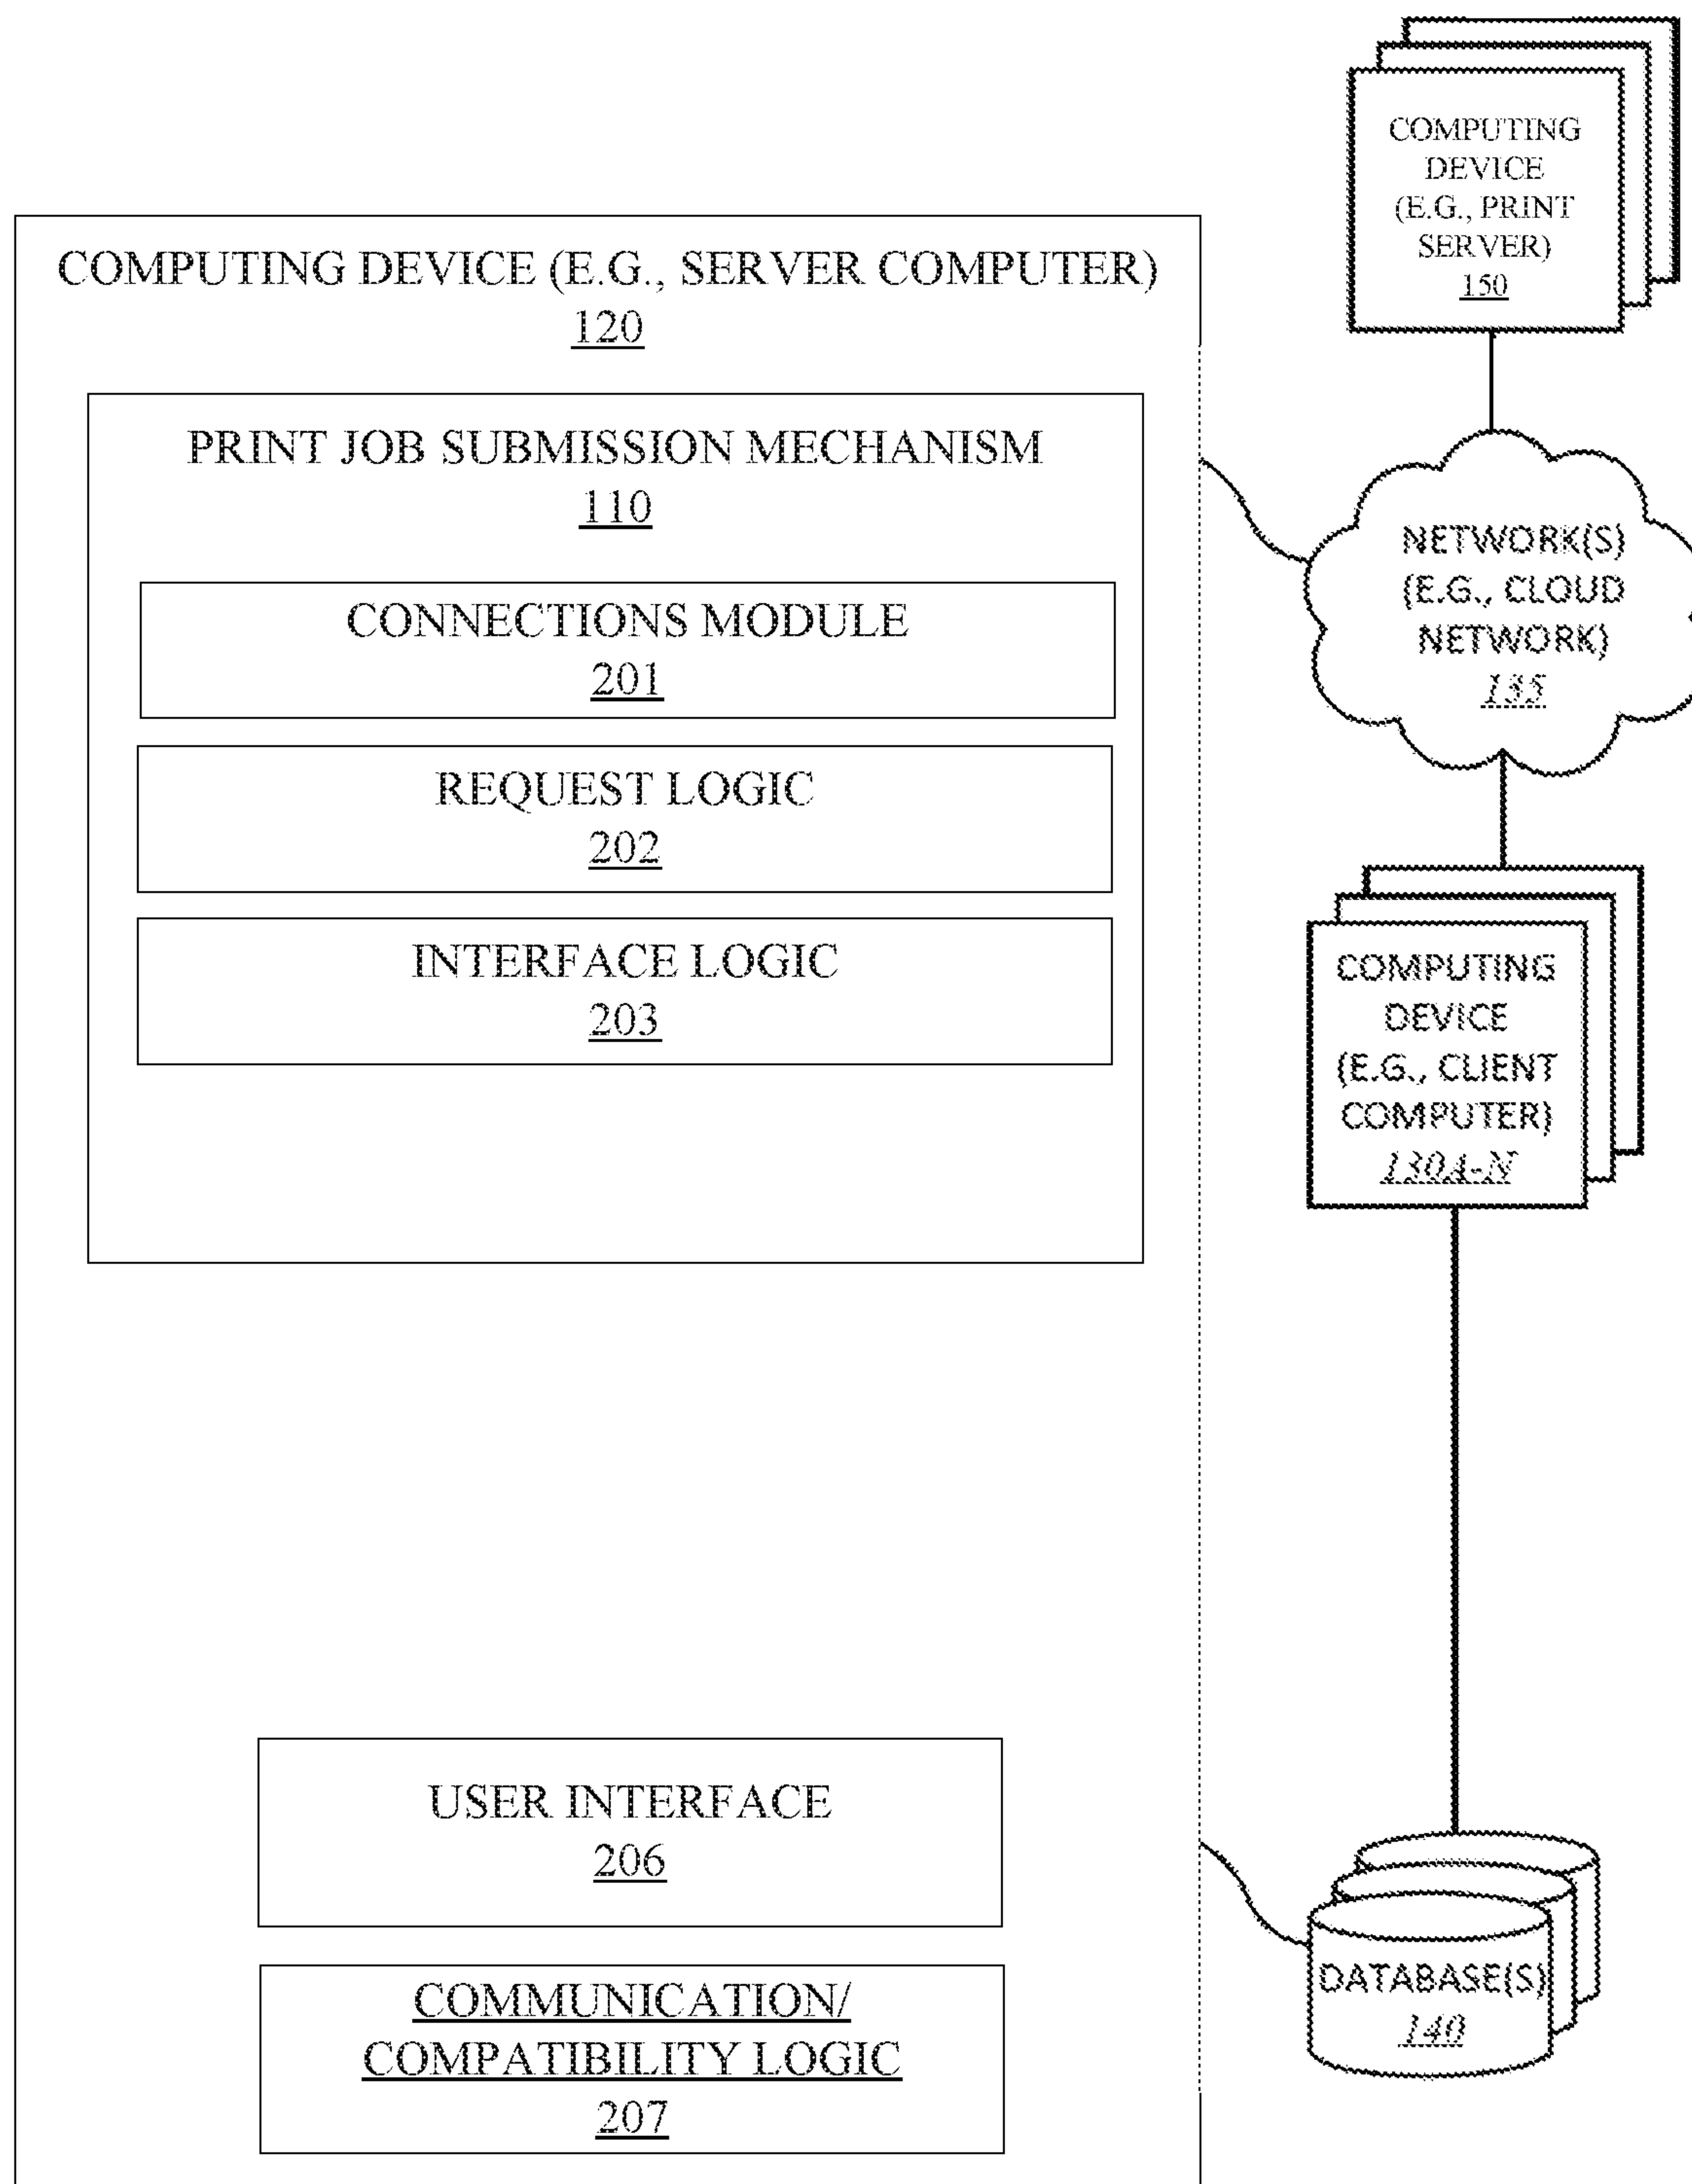 COMPUTING DEVICE (E.G., SERVER COMPUTER)
120
PRINT JOB SUBMISSION MECHANISM
110
CONNECTIONS MODULE
201
REQUEST LOGIC
202
INTERFACE LOGIC
203
USER INTERFACE
206
COMMUNICATION/
COMPATIBILITY LOGIC
207
COMPUTING
DEVICE
(E.G., PRINT
SERVER)
150
NETWORK(S)
(E.G., CLOUD
NETWORK)
135
COMPUTING
DEVICE
(E.G., CLIENT
COMPUTER)
130A-N
DATABASE(S)
140